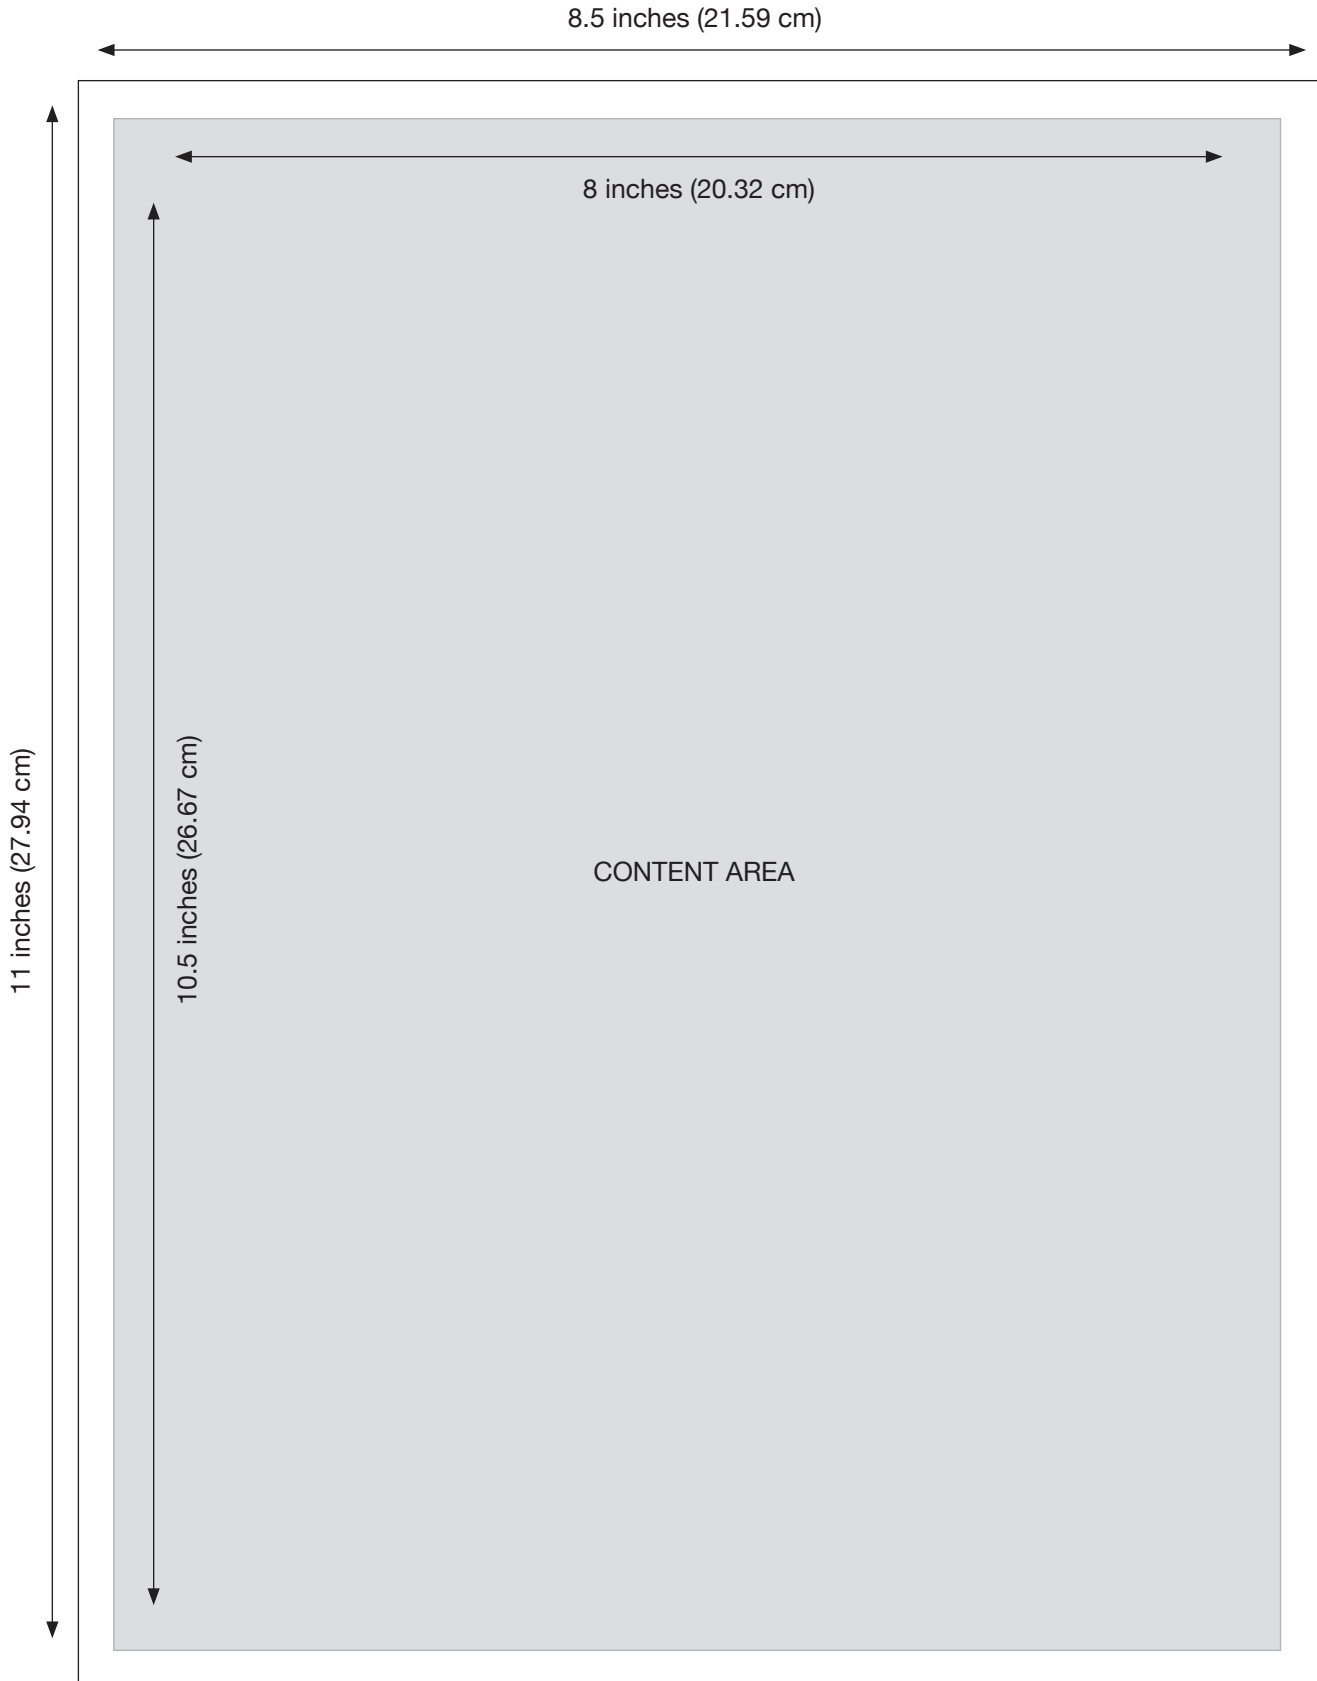 8.5 inches (21.59 cm)
8 inches (20.32 cm)
11 inches (27.94 cm)
10.5 inches (26.67 cm)
CONTENT AREA